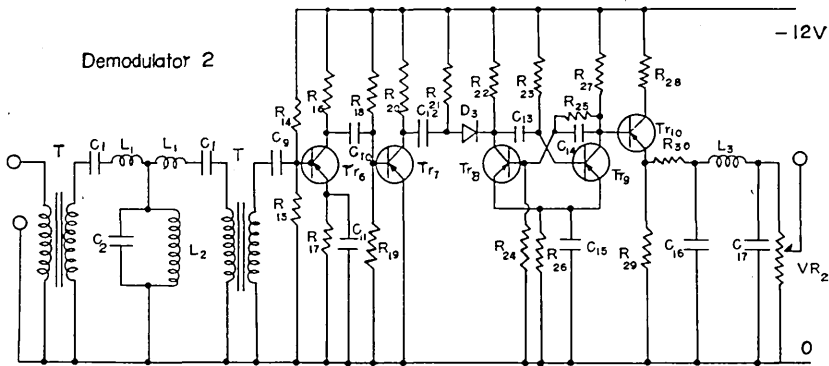 Demodulator 2
-12V
R14
R16
R18
R20
R21
R22
R23
R27
R28
R25
C12
D3
C13
Tr10
T
C1
L1
L1
C1
T
C9
C10
C14
R30
L3
Tr6
Tr7
Tr8
Tr9
C2
L2
R15
R17
C11
R19
R24
R26
C15
R29
C16
C17
VR2
0